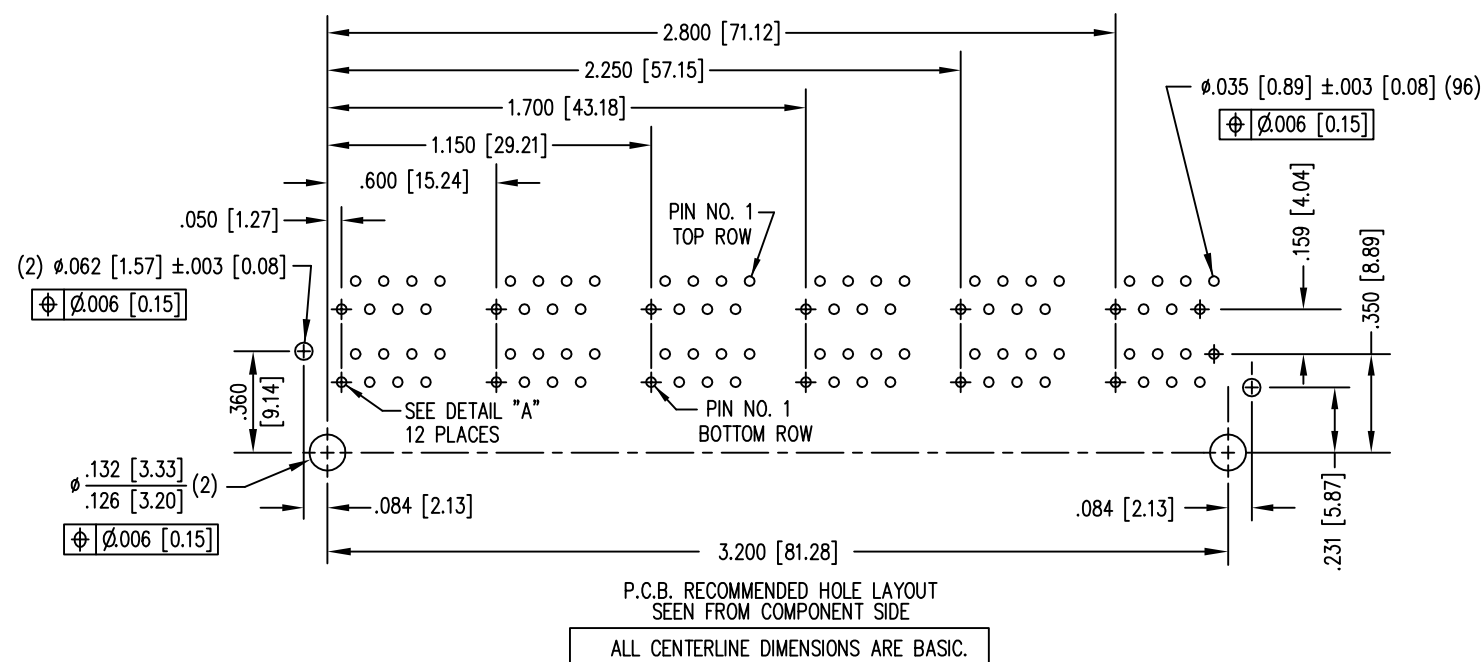 2.800 [71.12]
2.250 [57.15]
1.700 [43.18]
1.150 [29.21]
.600 [15.24]
.050 [1.27]
(2) ø.062 [1.57] ±.003 [0.08]
⌖ Ø.006 [0.15]
PIN NO. 1
TOP ROW
ø.035 [0.89] ±.003 [0.08] (96)
⌖ Ø.006 [0.15]
.159 [4.04]
.350 [8.89]
.360
[9.14]
SEE DETAIL "A"
12 PLACES
PIN NO. 1
BOTTOM ROW
ø .132 [3.33]
.126 [3.20] (2)
⌖ Ø.006 [0.15]
.084 [2.13]
.084 [2.13]
.231 [5.87]
3.200 [81.28]
P.C.B. RECOMMENDED HOLE LAYOUT
SEEN FROM COMPONENT SIDE
ALL CENTERLINE DIMENSIONS ARE BASIC.